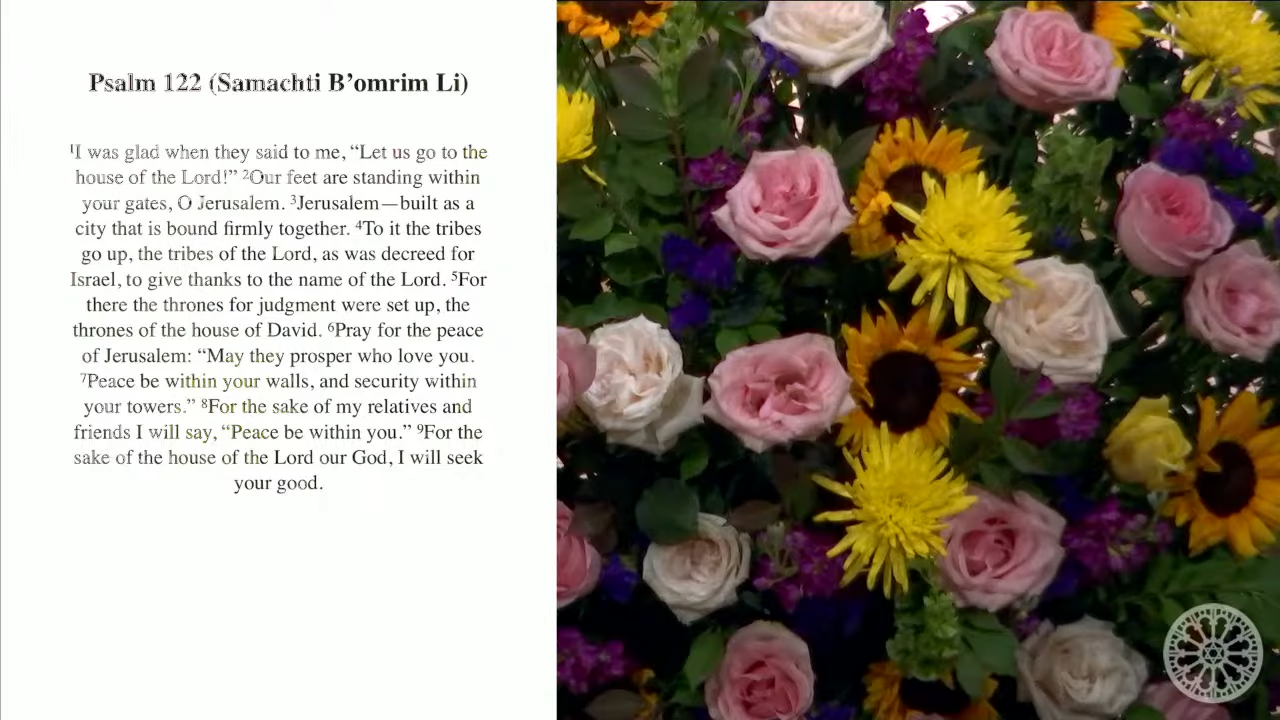 Psalm 122 (Samachti B’omrim Li)
¹I was glad when they said to me, “Let us go to the
house of the Lord!” ²Our feet are standing within
your gates, O Jerusalem. ³Jerusalem—built as a
city that is bound firmly together. ⁴To it the tribes
go up, the tribes of the Lord, as was decreed for
Israel, to give thanks to the name of the Lord. ⁵For
there the thrones for judgment were set up, the
thrones of the house of David. ⁶Pray for the peace
of Jerusalem: “May they prosper who love you.
⁷Peace be within your walls, and security within
your towers.” ⁸For the sake of my relatives and
friends I will say, “Peace be within you.” ⁹For the
sake of the house of the Lord our God, I will seek
your good.